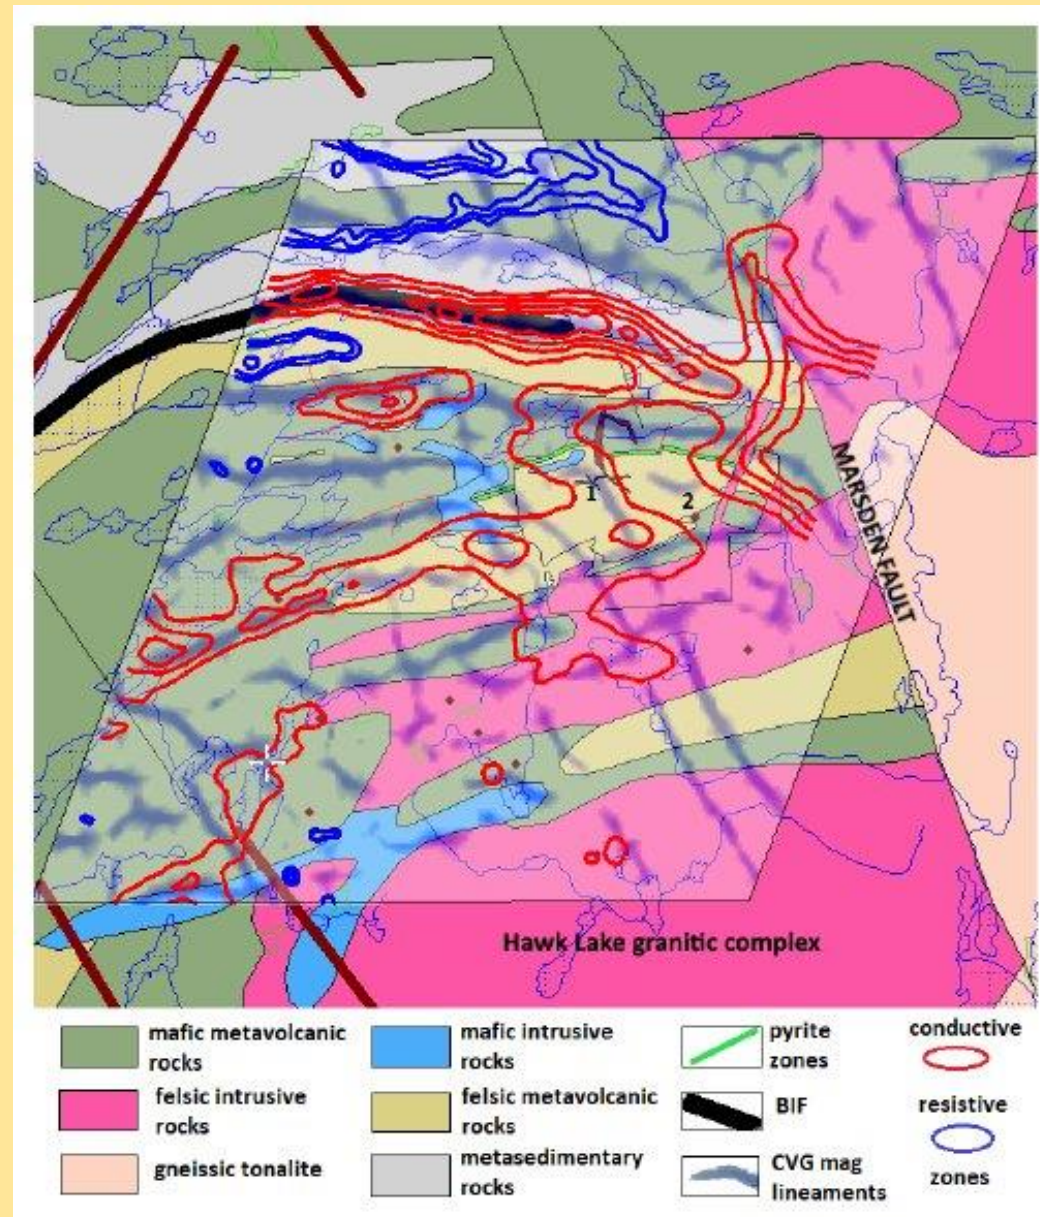 1
2
MARSDEN FAULT
Hawk Lake granitic complex
mafic metavolcanic
rocks
felsic intrusive
rocks
gneissic tonalite
mafic intrusive
rocks
felsic metavolcanic
rocks
metasedimentary
rocks
pyrite
zones
BIF
CVG mag
lineaments
conductive
resistive
zones